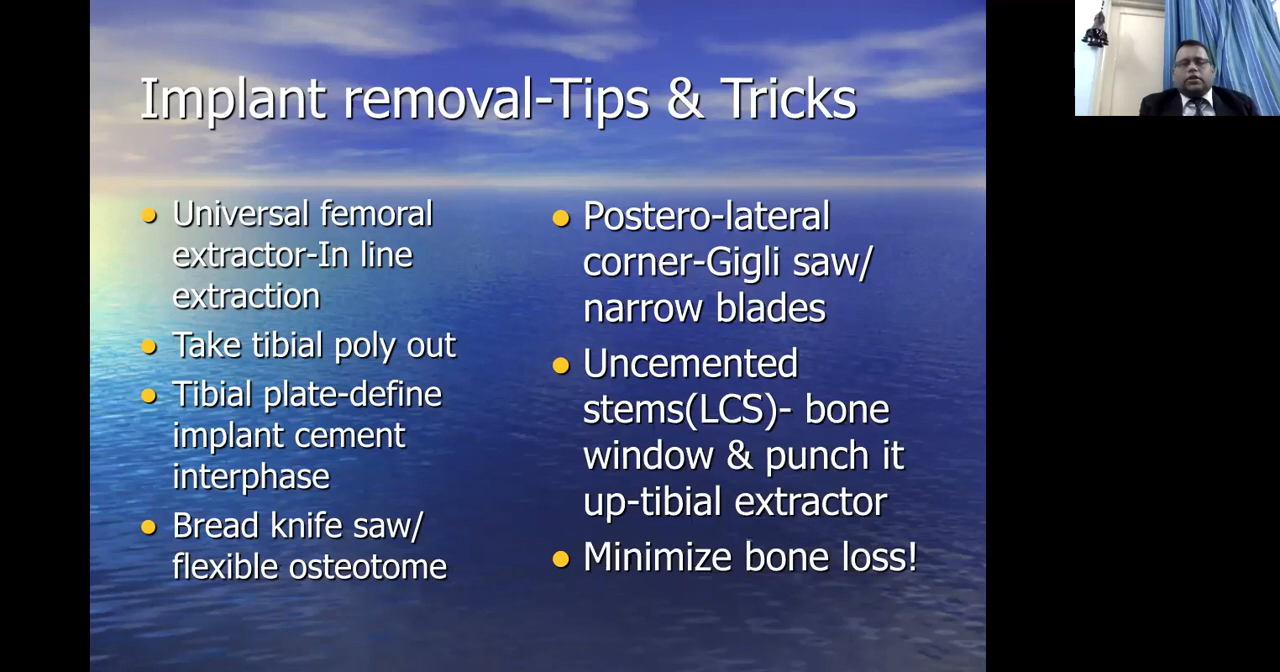 Implant removal-Tips & Tricks
Universal femoral
extractor-In line
extraction
Take tibial poly out
Tibial plate-define
implant cement
interphase
Bread knife saw/
flexible osteotome
Postero-lateral
corner-Gigli saw/
narrow blades
Uncemented
stems(LCS)- bone
window & punch it
up-tibial extractor
Minimize bone loss!